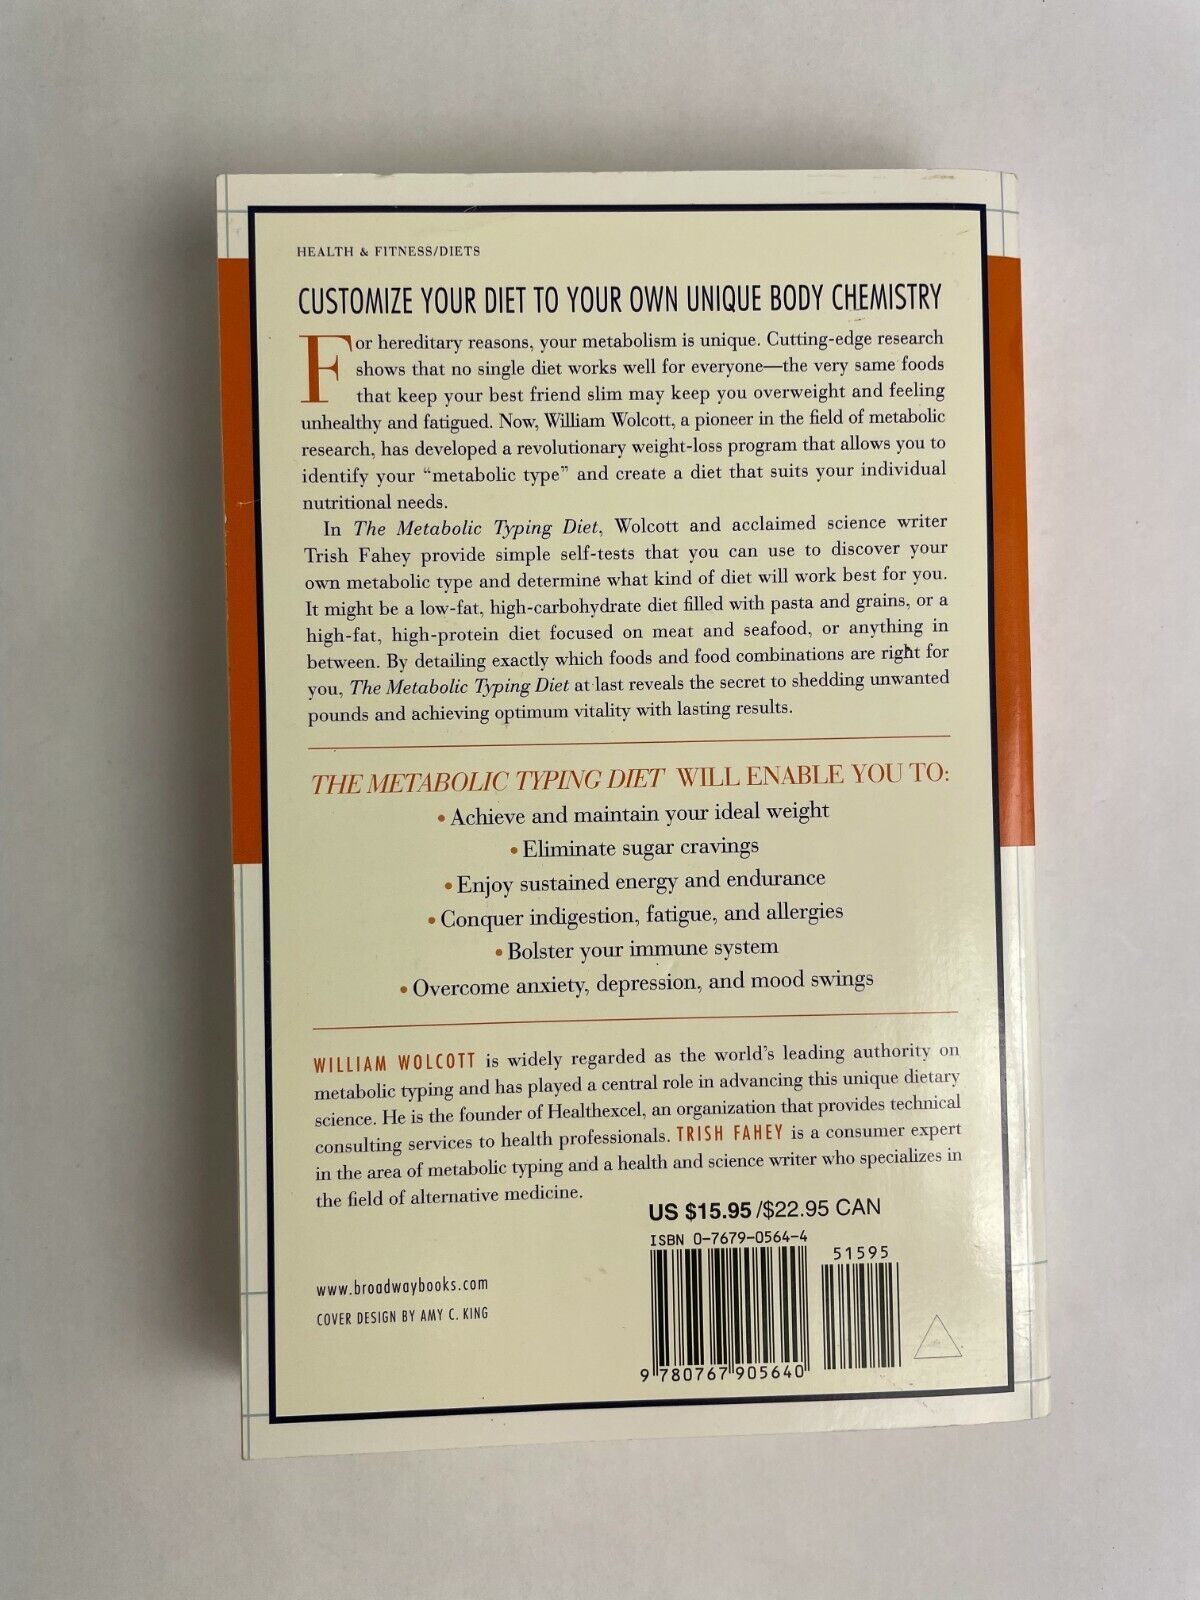 HEALTH & FITNESS/DIETS
CUSTOMIZE YOUR DIET TO YOUR OWN UNIQUE BODY CHEMISTRY
For hereditary reasons, your metabolism is unique. Cutting-edge research
shows that no single diet works well for everyone—the very same foods
that keep your best friend slim may keep you overweight and feeling
unhealthy and fatigued. Now, William Wolcott, a pioneer in the field of metabolic
research, has developed a revolutionary weight-loss program that allows you to
identify your “metabolic type” and create a diet that suits your individual
nutritional needs.
In The Metabolic Typing Diet, Wolcott and acclaimed science writer
Trish Fahey provide simple self-tests that you can use to discover your
own metabolic type and determine what kind of diet will work best for you.
It might be a low-fat, high-carbohydrate diet filled with pasta and grains, or a
high-fat, high-protein diet focused on meat and seafood, or anything in
between. By detailing exactly which foods and food combinations are right for
you, The Metabolic Typing Diet at last reveals the secret to shedding unwanted
pounds and achieving optimum vitality with lasting results.
THE METABOLIC TYPING DIET WILL ENABLE YOU TO:
• Achieve and maintain your ideal weight
• Eliminate sugar cravings
• Enjoy sustained energy and endurance
• Conquer indigestion, fatigue, and allergies
• Bolster your immune system
• Overcome anxiety, depression, and mood swings
WILLIAM WOLCOTT is widely regarded as the world's leading authority on
metabolic typing and has played a central role in advancing this unique dietary
science. He is the founder of Healthexcel, an organization that provides technical
consulting services to health professionals. TRISH FAHEY is a consumer expert
in the area of metabolic typing and a health and science writer who specializes in
the field of alternative medicine.
US $15.95 /$22.95 CAN
ISBN 0-7679-0564-4
51595
www.broadwaybooks.com
COVER DESIGN BY AMY C. KING
9 780767 905640